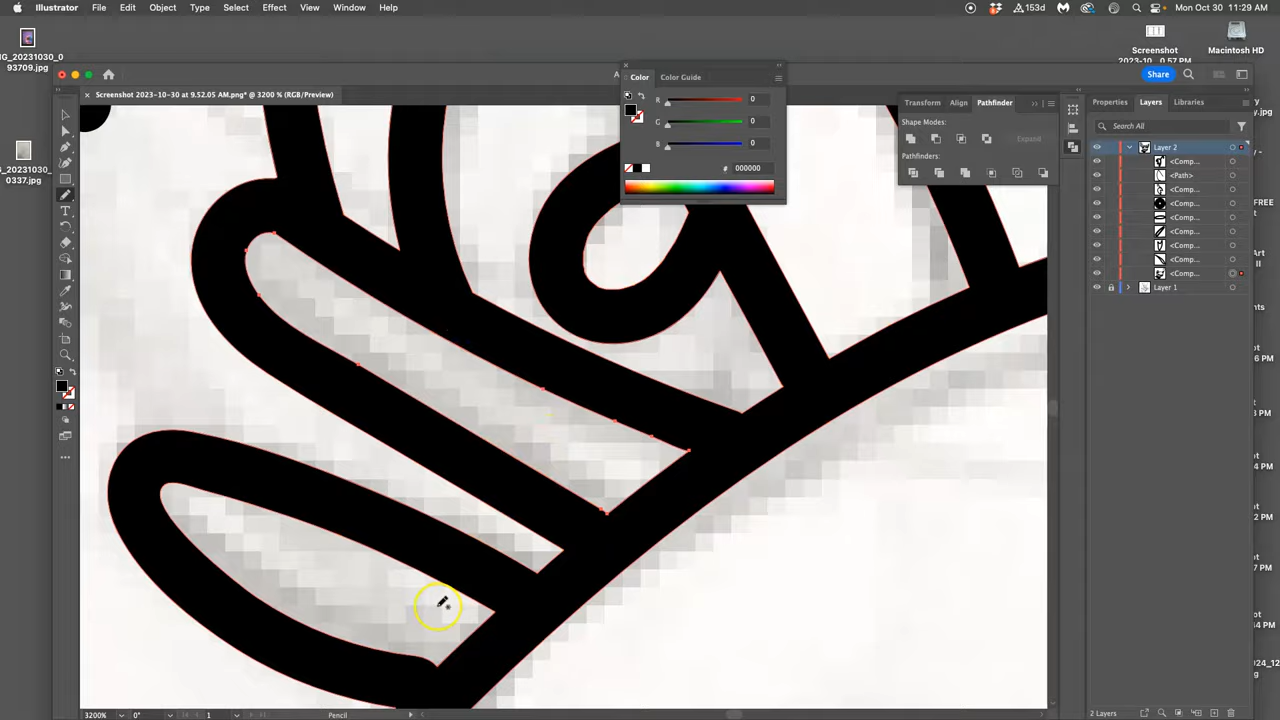 Illustrator File Edit Object Type Select Effect View Window Help
153d
Mon Oct 30 11:29 AM
NG_20231030_0
93709.jpg
Screenshot
2023-10...0.57 PM
Macintosh HD
Share
Color Color Guide
× Screenshot 2023-10-30 at 9.52.05 AM.png* @ 3200 % (RGB/Preview)
Transform Align Pathfinder
Properties Layers Libraries
R 0
G 0
B 0
# 000000
Shape Modes:
Expand
Pathfinders:
Search All
Layer 2
<Comp...
<Path>
<Comp...
<Comp...
<Comp...
<Comp...
<Comp...
<Comp...
<Comp...
Layer 1
0337.jpg
FREE
3200% 0° 1 Pencil
2 Layers